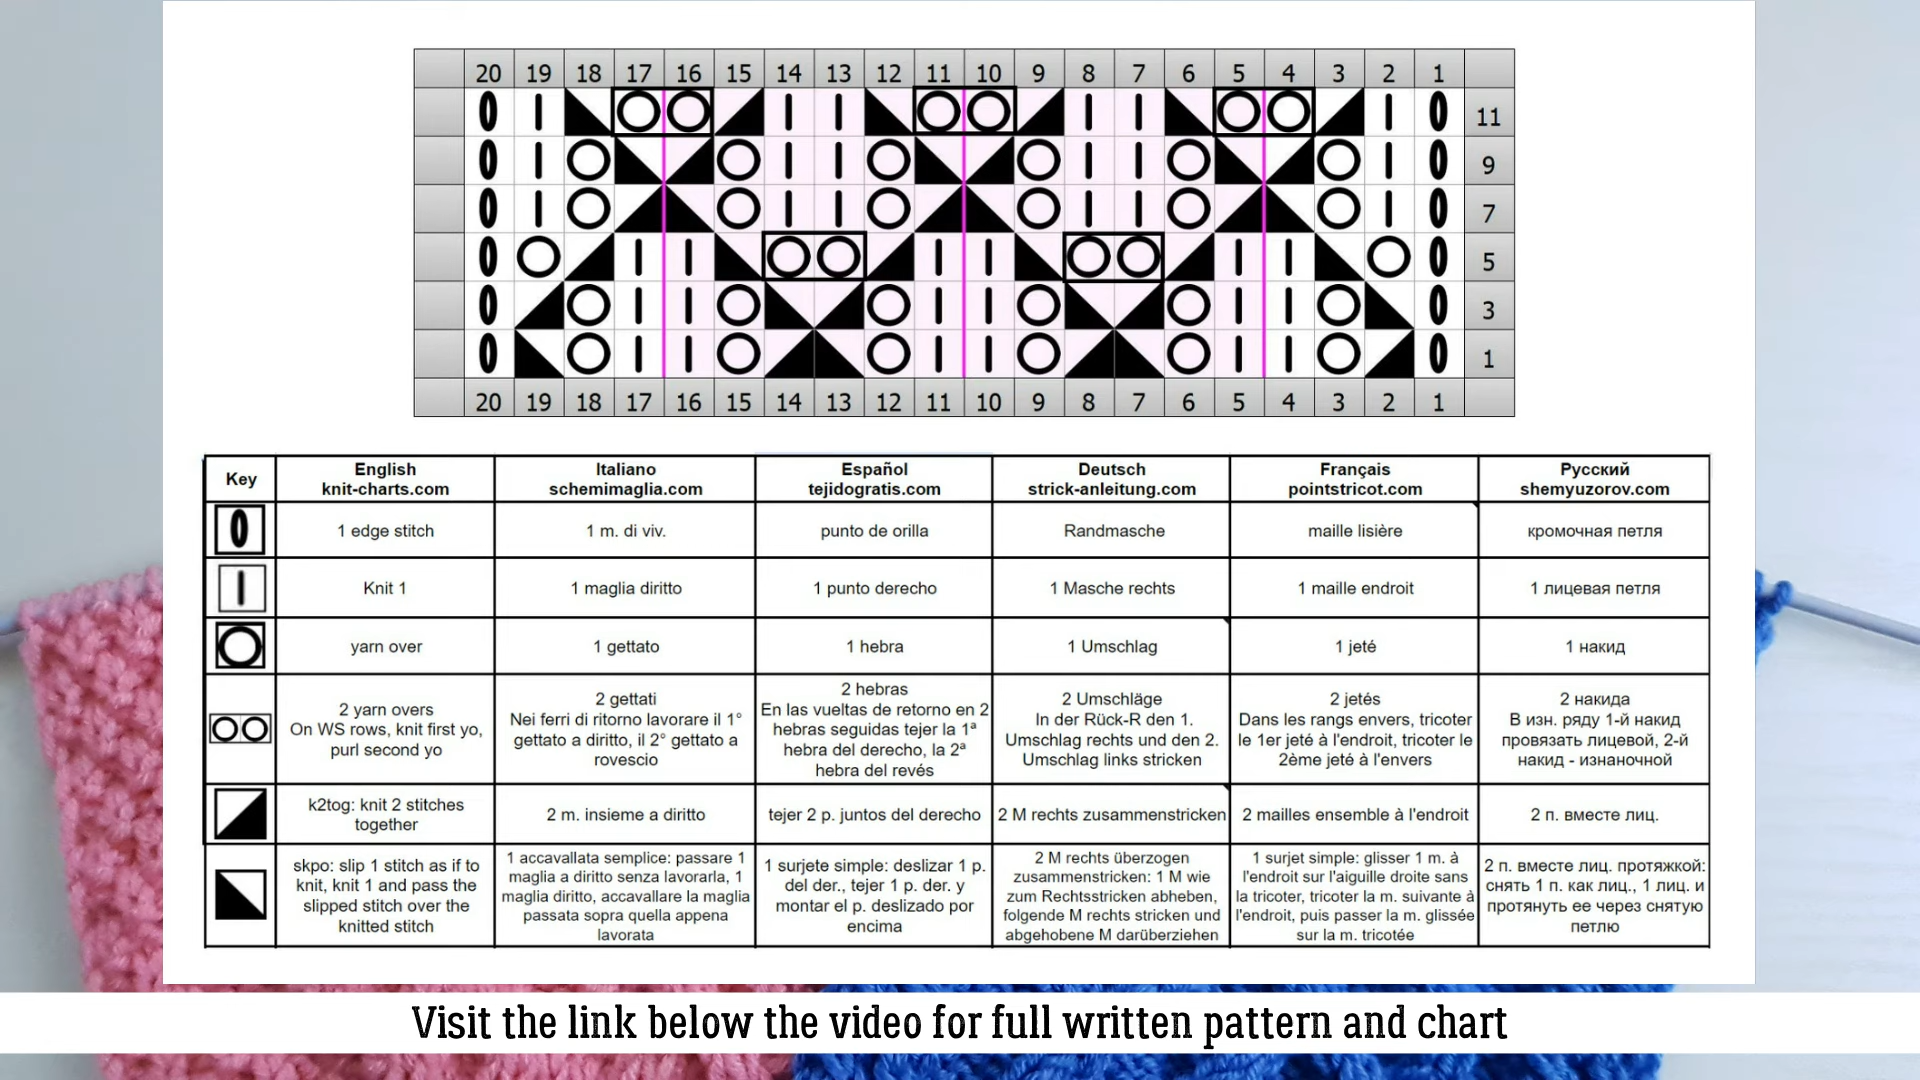 20 19 18 17 16 15 14 13 12 11 10 9 8 7 6 5 4 3 2 1
11
9
7
5
3
1
20 19 18 17 16 15 14 13 12 11 10 9 8 7 6 5 4 3 2 1
Key
English
knit-charts.com
Italiano
schemimaglia.com
Español
tejidogratis.com
Deutsch
strick-anleitung.com
Français
pointstricot.com
Русский
shemyuzorov.com
1 edge stitch
1 m. di viv.
punto de orilla
Randmasche
maille lisière
кромочная петля
Knit 1
1 maglia diritto
1 punto derecho
1 Masche rechts
1 maille endroit
1 лицевая петля
yarn over
1 gettato
1 hebra
1 Umschlag
1 jeté
1 накид
2 yarn overs
On WS rows, knit first yo,
purl second yo
2 gettati
Nei ferri di ritorno lavorare il 1°
gettato a diritto, il 2° gettato a
rovescio
2 hebras
En las vueltas de retorno en 2
hebras seguidas tejer la 1ª
hebra del derecho, la 2ª
hebra del revés
2 Umschläge
In der Rück-R den 1.
Umschlag rechts und den 2.
Umschlag links stricken
2 jetés
Dans les rangs envers, tricoter
le 1er jeté à l'endroit, tricoter le
2ème jeté à l'envers
2 накида
В изн. ряду 1-й накид
провязать лицевой, 2-й
накид - изнаночной
k2tog: knit 2 stitches
together
2 m. insieme a diritto
tejer 2 p. juntos del derecho
2 M rechts zusammenstricken
2 mailles ensemble à l'endroit
2 п. вместе лиц.
skpo: slip 1 stitch as if to
knit, knit 1 and pass the
slipped stitch over the
knitted stitch
1 accavallata semplice: passare 1
maglia a diritto senza lavorarla, 1
maglia diritto, accavallare la maglia
passata sopra quella appena
lavorata
1 surjete simple: deslizar 1 p.
del der., tejer 1 p. der. y
montar el p. deslizado por
encima
2 M rechts überzogen
zusammenstricken: 1 M wie
zum Rechtsstricken abheben,
folgende M rechts stricken und
abgehobene M darüberziehen
1 surjet simple: glisser 1 m. à
l'endroit sur l'aiguille droite sans
la tricoter, tricoter la m. suivante à
l'endroit, puis passer la m. glissée
sur la m. tricotée
2 п. вместе лиц. протяжкой:
снять 1 п. как лиц., 1 лиц. и
протянуть ее через снятую
петлю
Visit the link below the video for full written pattern and chart